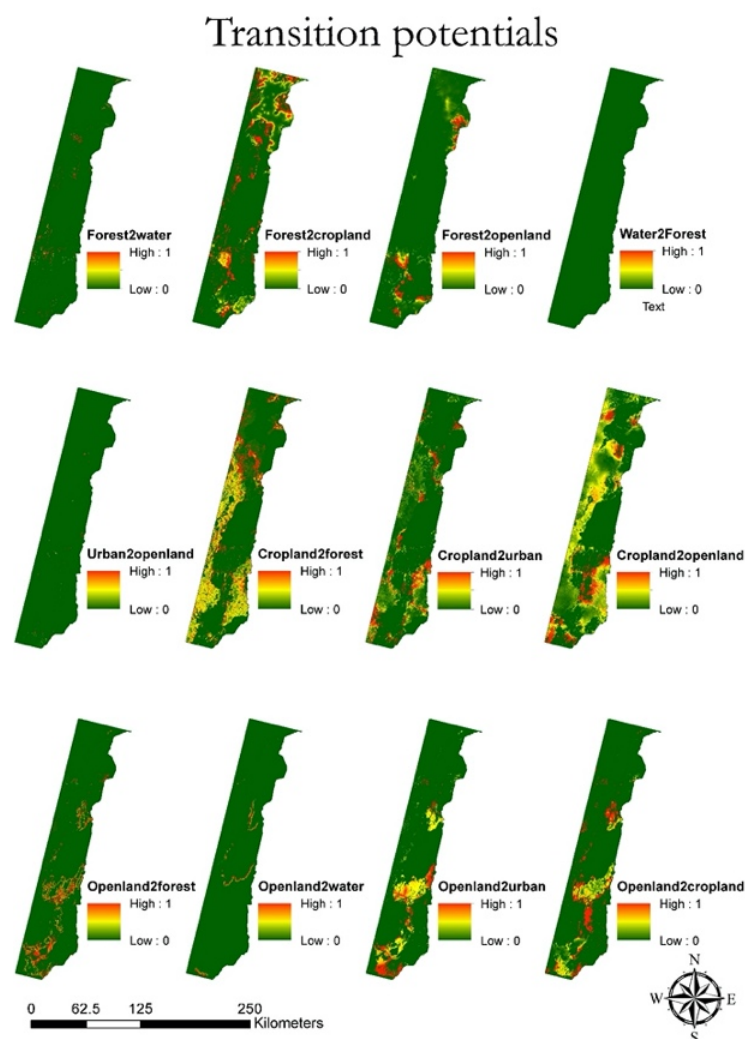 Transition potentials
Forest2water
High : 1
Low : 0
Forest2cropland
High : 1
Low : 0
Forest2openland
High : 1
Low : 0
Water2Forest
High : 1
Low : 0
Text
Urban2openland
High : 1
Low : 0
Cropland2forest
High : 1
Low : 0
Cropland2urban
High : 1
Low : 0
Cropland2openland
High : 1
Low : 0
Openland2forest
High : 1
Low : 0
Openland2water
High : 1
Low : 0
Openland2urban
High : 1
Low : 0
Openland2cropland
High : 1
Low : 0
0 62.5 125 250
Kilometers
N
W E
S